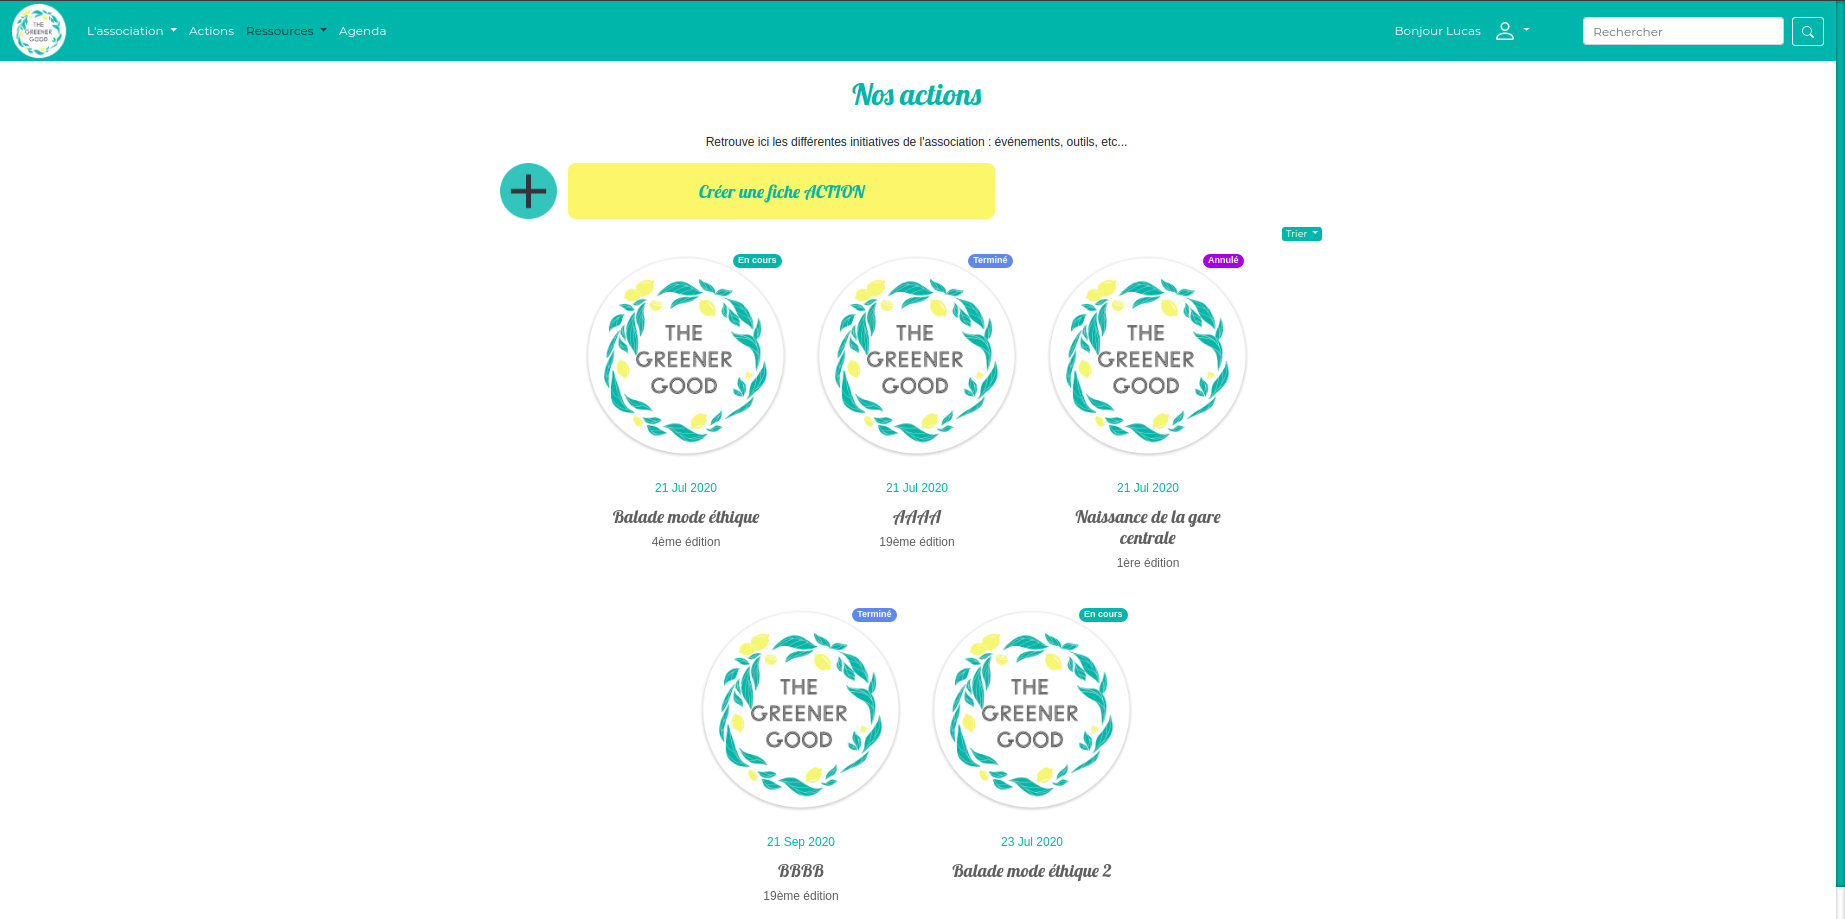 THE
GREENER
GOOD
L'association
Actions
Ressources
Agenda
Bonjour Lucas
Rechercher
Nos actions
Retrouve ici les différentes initiatives de l'association : événements, outils, etc...
Créer une fiche ACTION
Trier
En cours
THE
GREENER
GOOD
21 Jul 2020
Balade mode éthique
4ème édition
Terminé
THE
GREENER
GOOD
21 Jul 2020
AAAA
19ème édition
Annulé
THE
GREENER
GOOD
21 Jul 2020
Naissance de la gare
centrale
1ère édition
Terminé
THE
GREENER
GOOD
21 Sep 2020
BBBB
19ème édition
En cours
THE
GREENER
GOOD
23 Jul 2020
Balade mode éthique 2